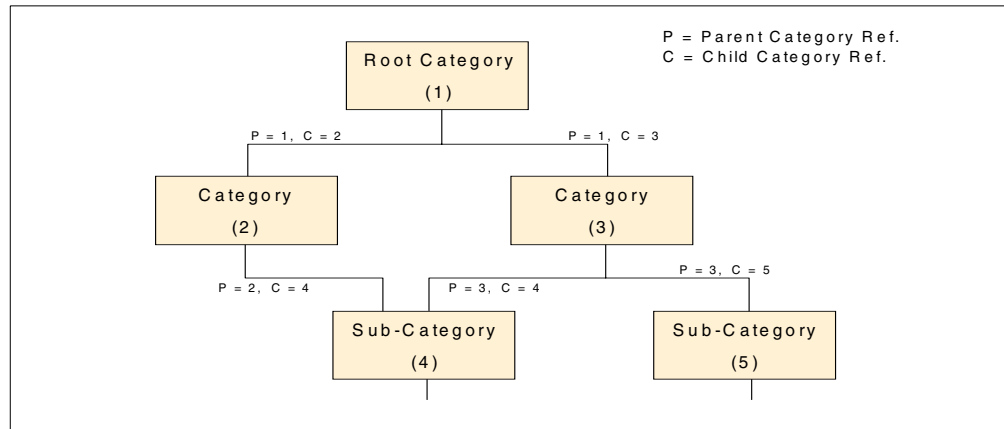 P = Parent Category Ref.
C = Child Category Ref.
Root Category
(1)
P = 1, C = 2
P = 1, C = 3
Category
(2)
Category
(3)
P = 2, C = 4
P = 3, C = 4
P = 3, C = 5
Sub-Category
(4)
Sub-Category
(5)